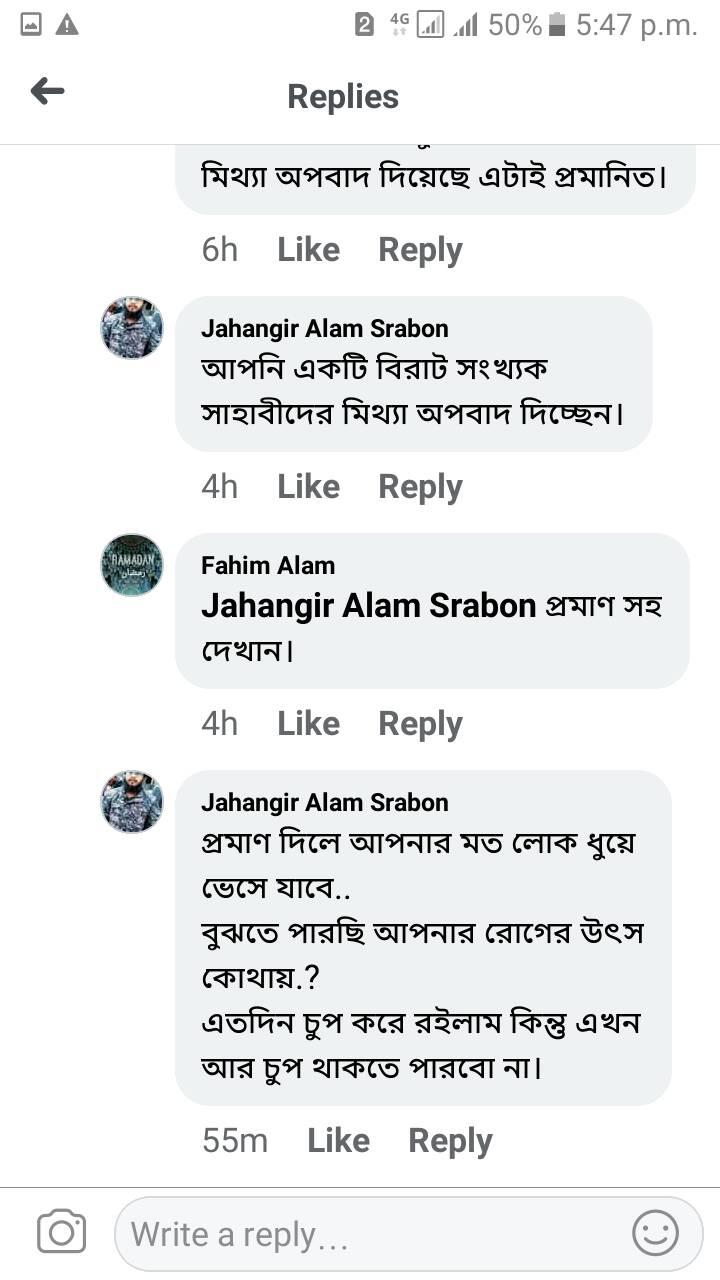 2 4G 50% 5:47 p.m.
Replies
মিথ্যা অপবাদ দিয়েছে এটাই প্রমানিত।
6h Like Reply
Jahangir Alam Srabon
আপনি একটি বিরাট সংখ্যক
সাহাবীদের মিথ্যা অপবাদ দিচ্ছেন।
4h Like Reply
RAMADAN
رمضان
Fahim Alam
Jahangir Alam Srabon প্রমাণ সহ
দেখান।
4h Like Reply
Jahangir Alam Srabon
প্রমাণ দিলে আপনার মত লোক ধুয়ে
ভেসে যাবে..
বুঝতে পারছি আপনার রোগের উৎস
কোথায়.?
এতদিন চুপ করে রইলাম কিন্তু এখন
আর চুপ থাকতে পারবো না।
55m Like Reply
Write a reply...